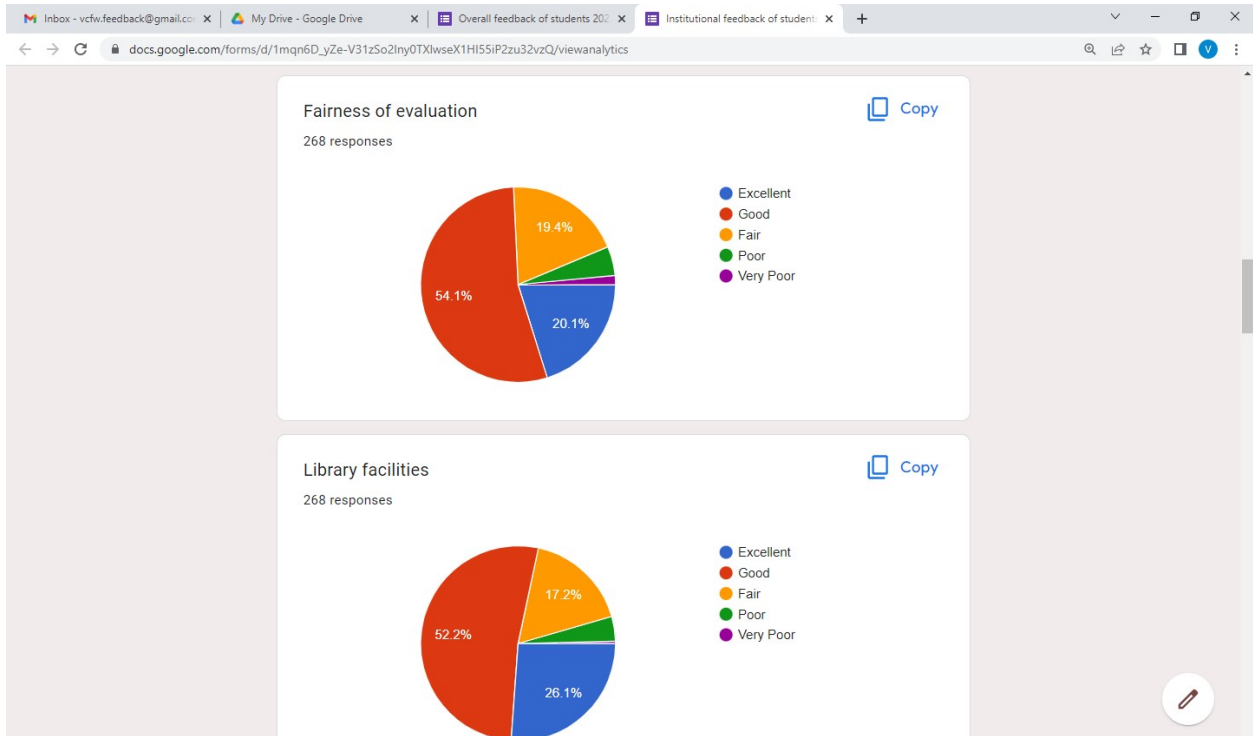 Inbox - vcfw.feedback@gmail.co
My Drive - Google Drive
Overall feedback of students 202
Institutional feedback of students
docs.google.com/forms/d/1mqn6D_yZe-V31zSo2Iny0TXIwseX1HI55iP2zu32vzQ/viewanalytics
V
Fairness of evaluation
Copy
268 responses
19.4%
54.1%
20.1%
Excellent
Good
Fair
Poor
Very Poor
Library facilities
Copy
268 responses
17.2%
52.2%
26.1%
Excellent
Good
Fair
Poor
Very Poor